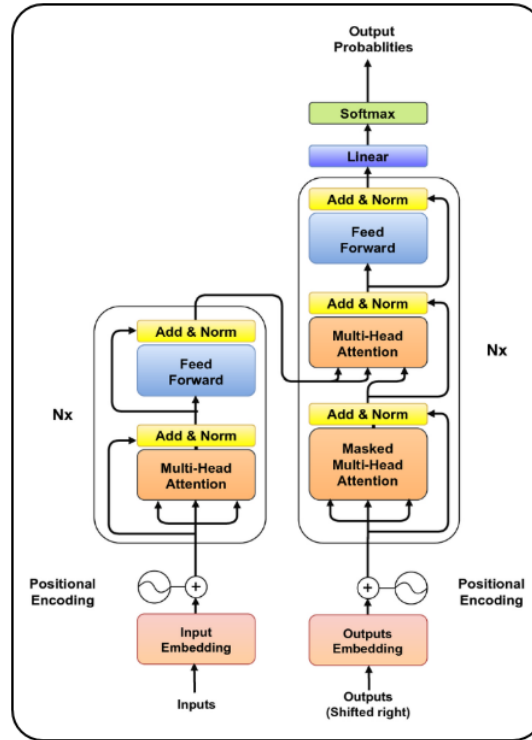 Output
Probablities
Softmax
Linear
Add & Norm
Feed
Forward
Add & Norm
Multi-Head
Attention
Nx
Add & Norm
Masked
Multi-Head
Attention
Add & Norm
Feed
Forward
Nx
Add & Norm
Multi-Head
Attention
Positional
Encoding
Positional
Encoding
Input
Embedding
Outputs
Embedding
Inputs
Outputs
(Shifted right)